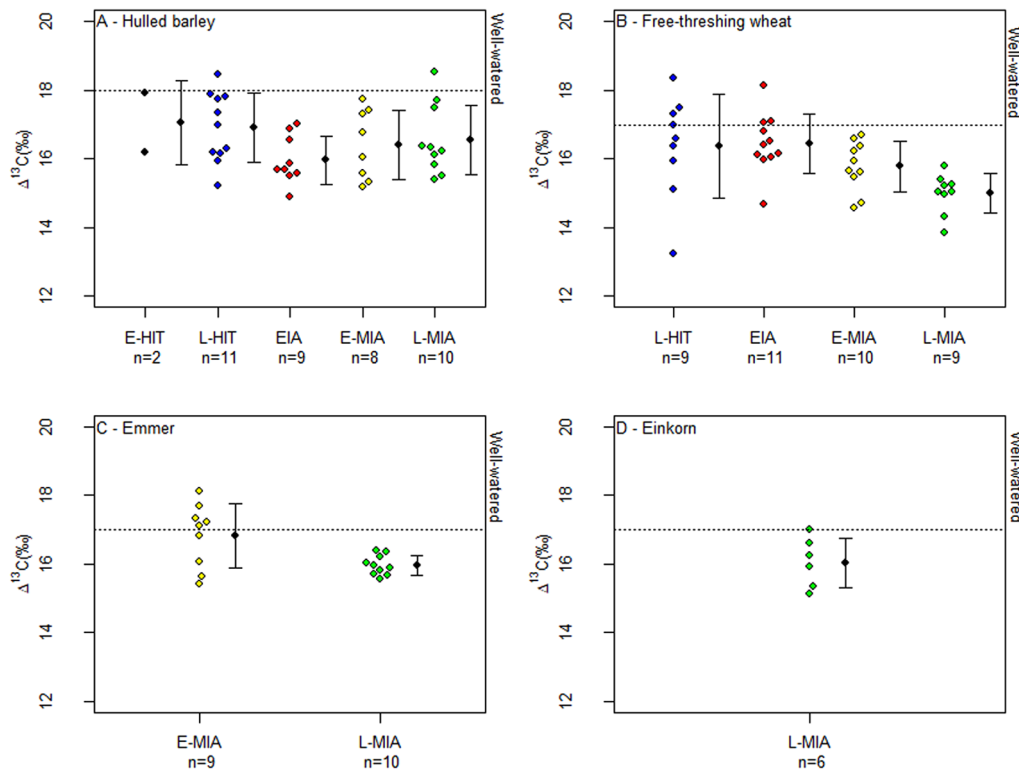 A - Hulled barley
Well-watered
Δ¹³C(‰)
20
18
16
14
12
E-HIT
n=2
L-HIT
n=11
EIA
n=9
E-MIA
n=8
L-MIA
n=10
B - Free-threshing wheat
Well-watered
Δ¹³C(‰)
20
18
16
14
12
L-HIT
n=9
EIA
n=11
E-MIA
n=10
L-MIA
n=9
C - Emmer
Well-watered
Δ¹³C(‰)
20
18
16
14
12
E-MIA
n=9
L-MIA
n=10
D - Einkorn
Well-watered
Δ¹³C(‰)
20
18
16
14
12
L-MIA
n=6